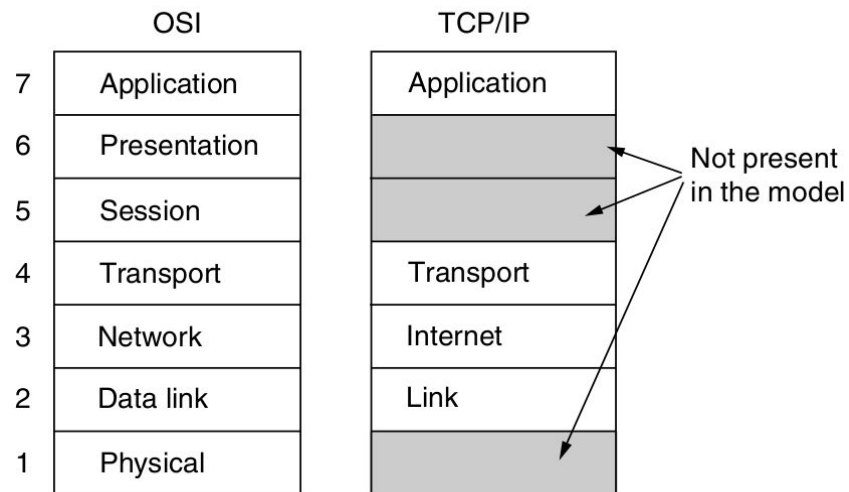 OSI TCP/IP
7 Application Application
6 Presentation
5 Session
4 Transport Transport
3 Network Internet
2 Data link Link
1 Physical
Not present
in the model